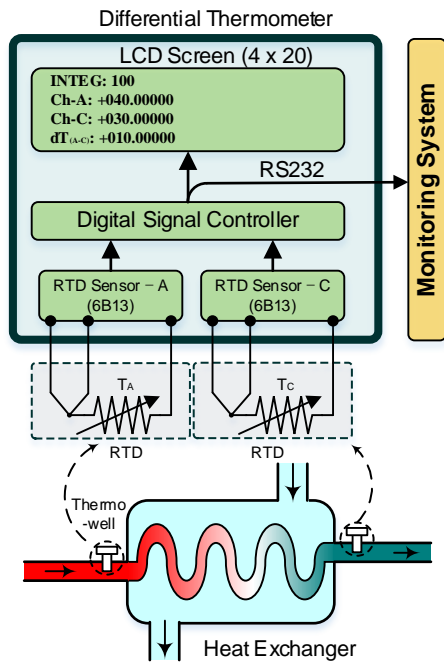 Differential Thermometer
LCD Screen (4 x 20)
INTEG: 100
Ch-A: +040.00000
Ch-C: +030.00000
dT(A-C): +010.00000
RS232
Monitoring System
Digital Signal Controller
RTD Sensor – A
(6B13)
RTD Sensor – C
(6B13)
TA
TC
RTD
RTD
Thermo
-well
Heat Exchanger